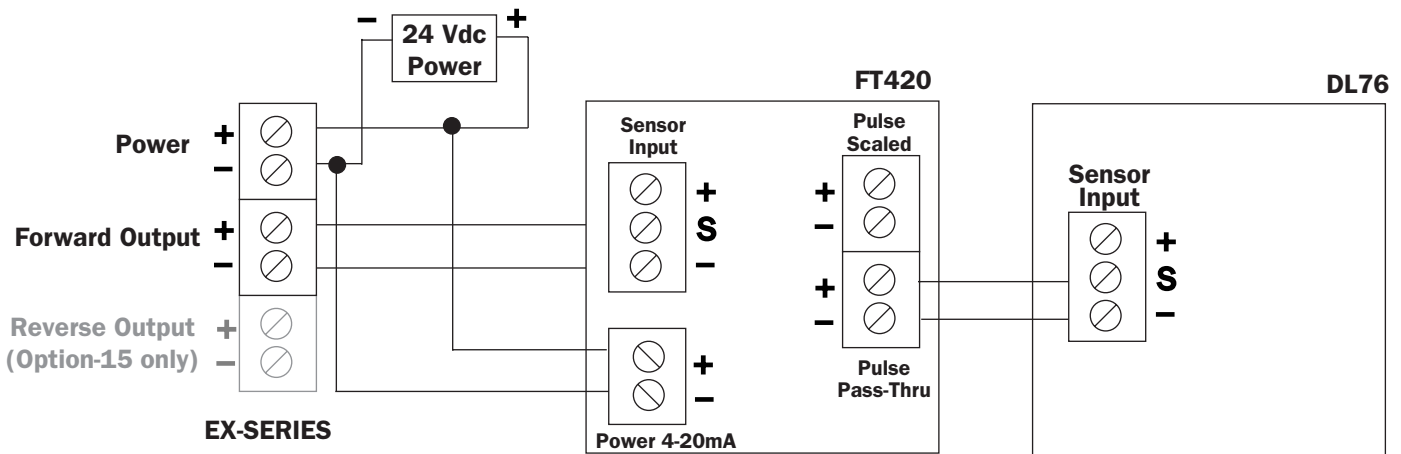 − +
24 Vdc
Power
FT420
DL76
Power
+
−
Sensor
Input
+
S
−
Pulse
Scaled
+
−
Sensor
Input
+
S
−
Forward Output
+
−
+
−
Pulse
Pass-Thru
Reverse Output
(Option-15 only)
+
−
+
−
Power 4-20mA
EX-SERIES